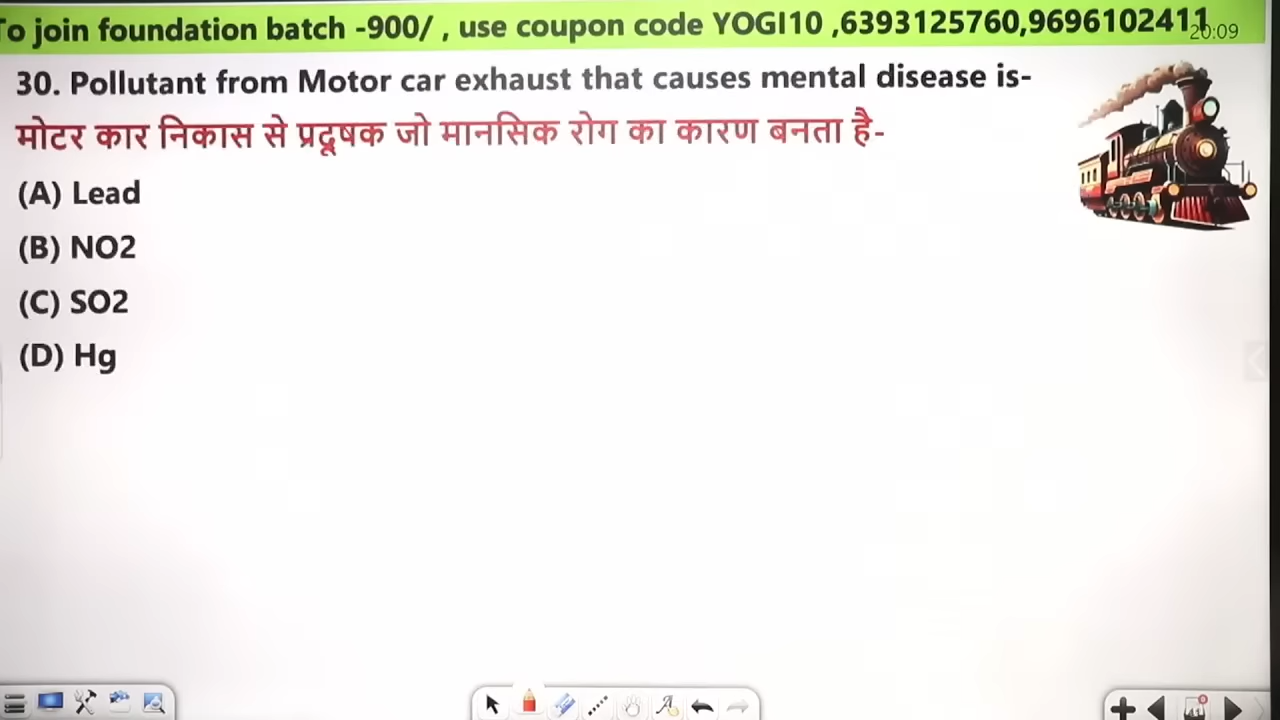 To join foundation batch -900/ , use coupon code YOGI10 ,6393125760,9696102411
20:09
30. Pollutant from Motor car exhaust that causes mental disease is-
मोटर कार निकास से प्रदूषक जो मानसिक रोग का कारण बनता है-
(A) Lead
(B) NO2
(C) SO2
(D) Hg